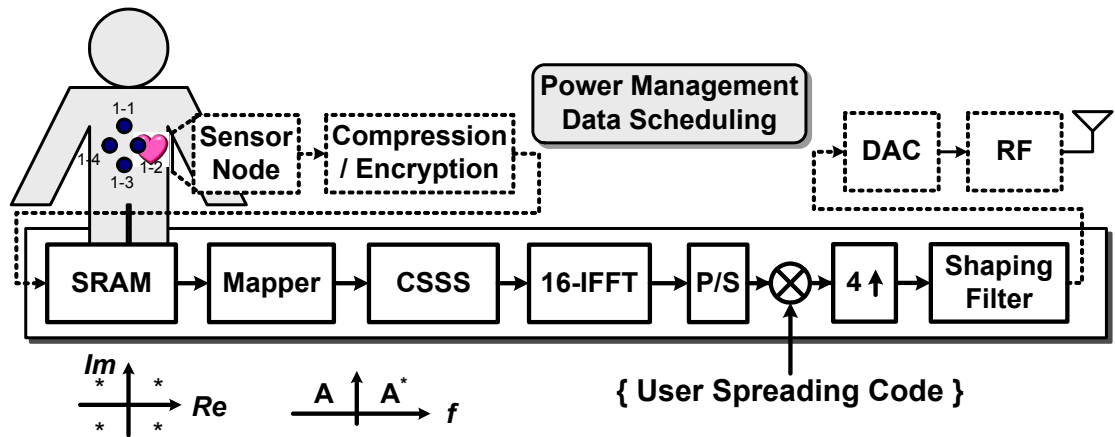 1-1
1-4
1-2
1-3
Sensor
Node
Compression
/ Encryption
Power Management
Data Scheduling
DAC
RF
SRAM
Mapper
CSSS
16-IFFT
P/S
4
Shaping
Filter
Im
* *
Re
* *
A A*
f
{ User Spreading Code }